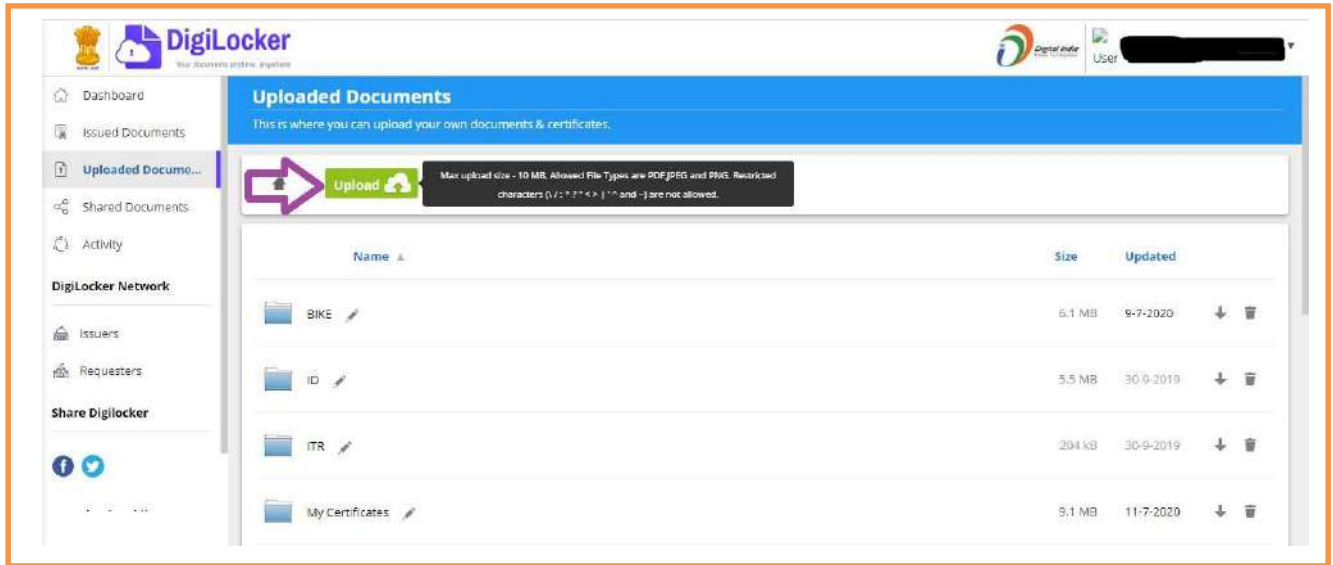 DigiLocker
Your documents anytime, anywhere
Digital India
User
Dashboard
Issued Documents
Uploaded Docume...
Shared Documents
Activity
DigiLocker Network
Issuers
Requesters
Share Digilocker
Uploaded Documents
This is where you can upload your own documents & certificates.
Upload
Max upload size - 10 MB, Allowed File Types are PDF,JPEG and PNG. Restricted
characters (\ / : * ? " < > | ` ^ and ~) are not allowed.
Name Size Updated
BIKE 6.1 MB 9-7-2020
ID 5.5 MB 30-9-2019
ITR 204 kB 30-9-2019
My Certificates 9.1 MB 11-7-2020